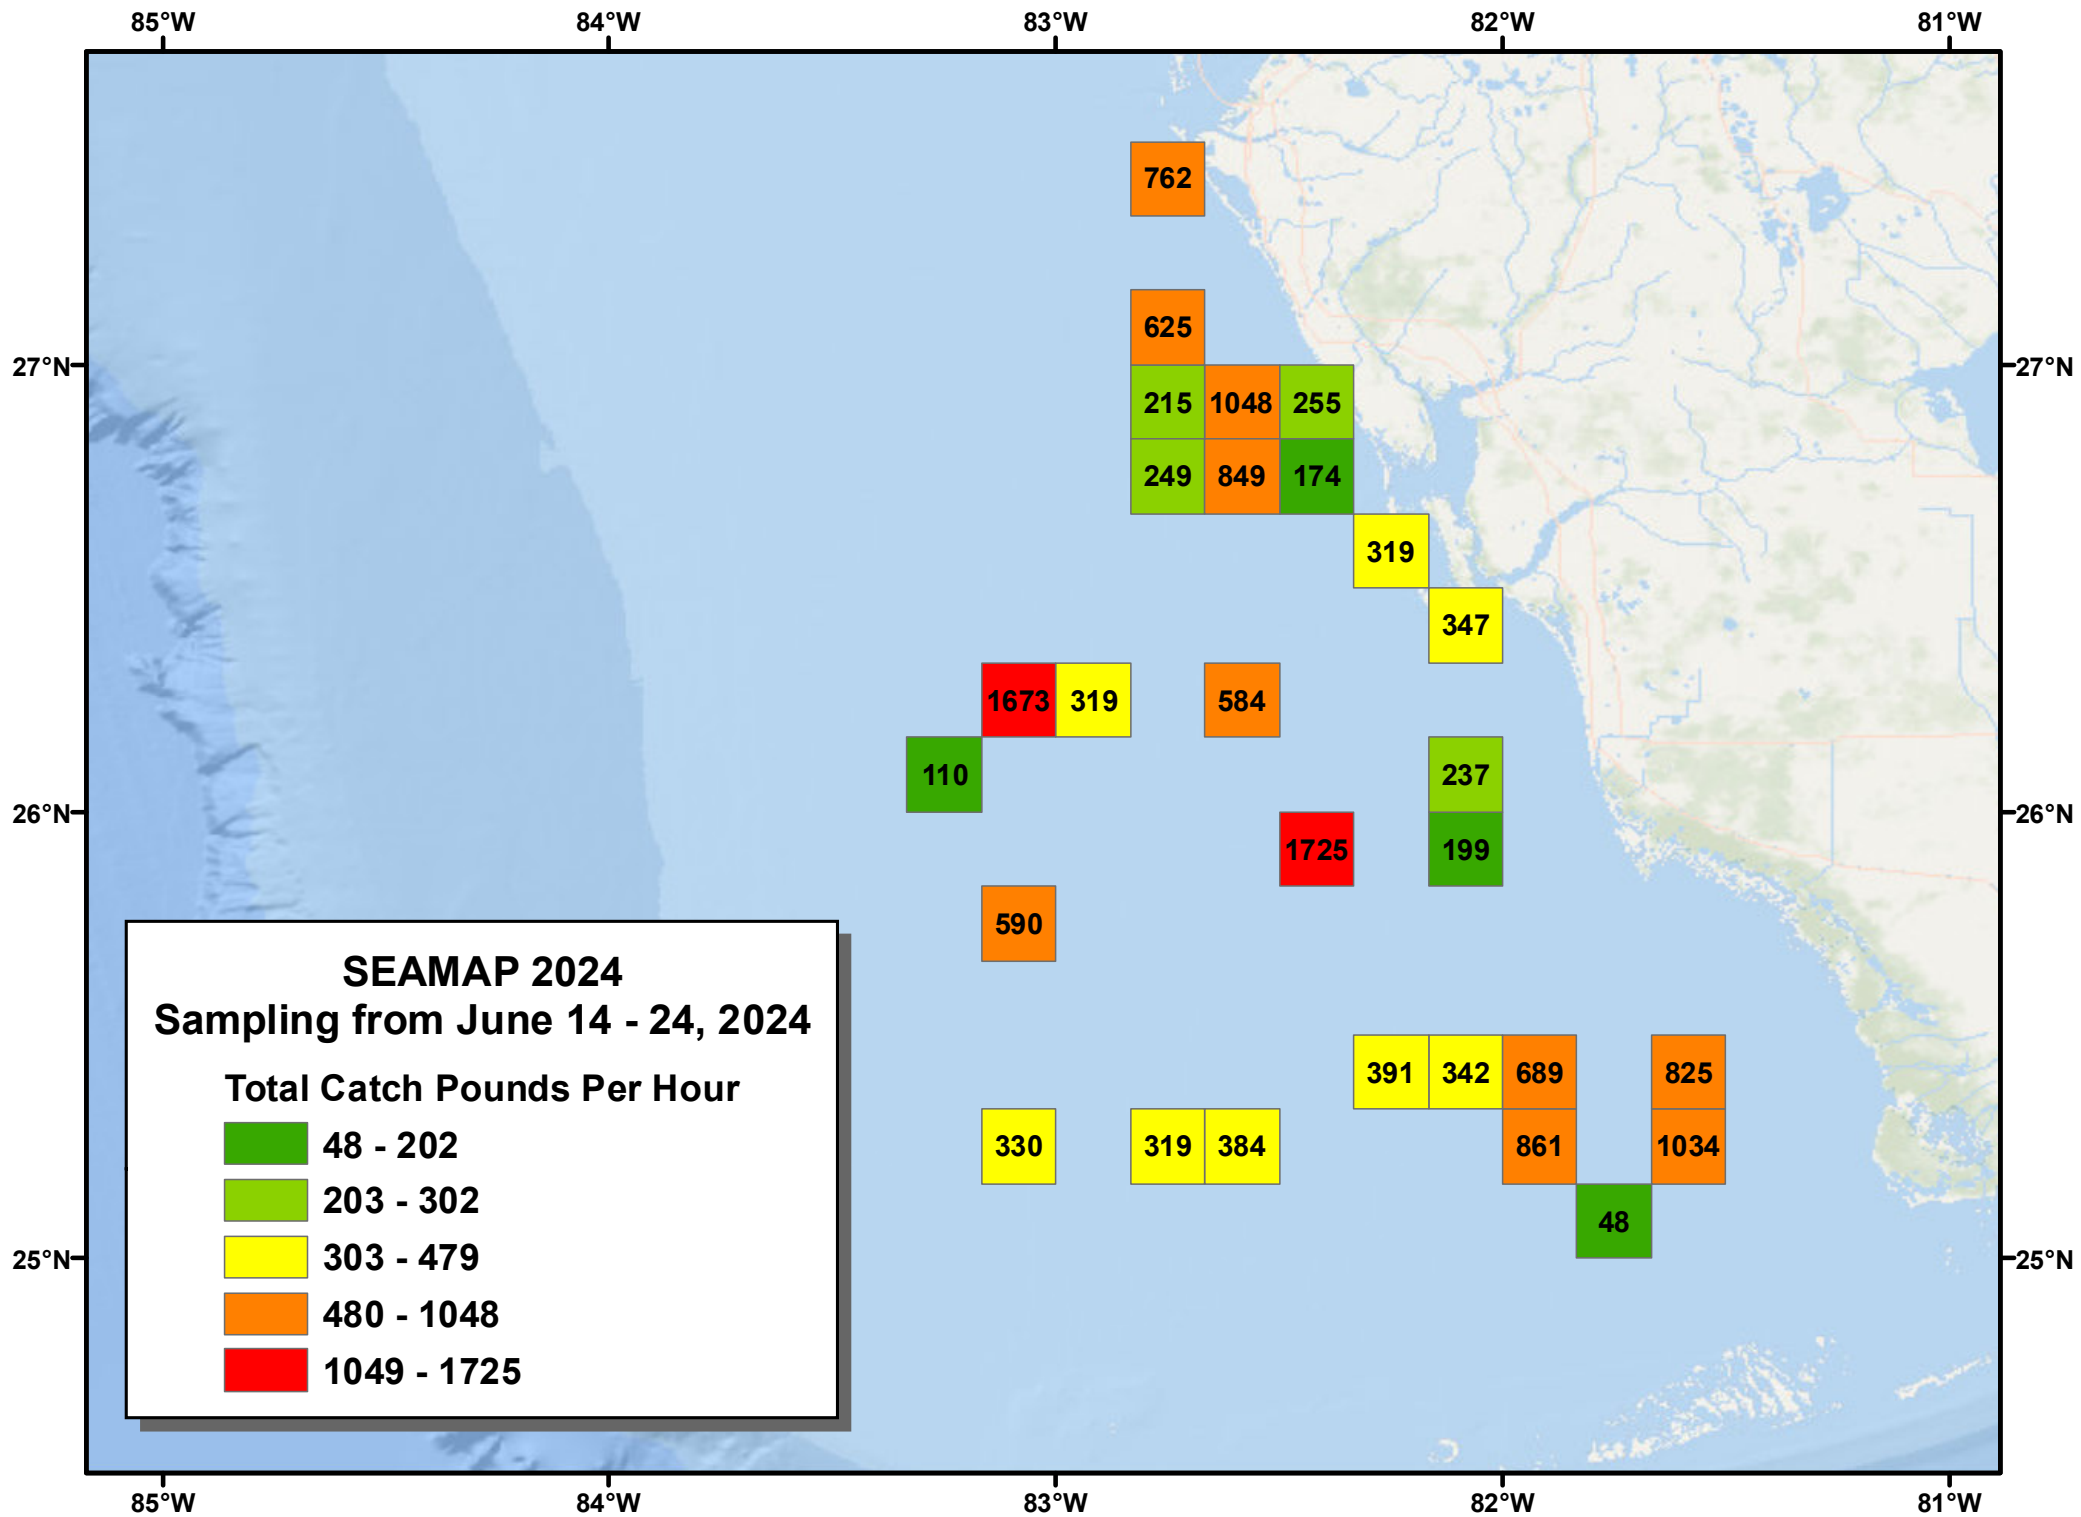 85°W 84°W 83°W 82°W 81°W
762
625
27°N 27°N
215 1048 255
249 849 174
319
347
1673 319 584
110 237
26°N 26°N
1725 199
590
SEAMAP 2024
Sampling from June 14 - 24, 2024
391 342 689 825
Total Catch Pounds Per Hour
330 319 384 861 1034
48 - 202
203 - 302
48
303 - 479
25°N 25°N
480 - 1048
1049 - 1725
85°W 84°W 83°W 82°W 81°W